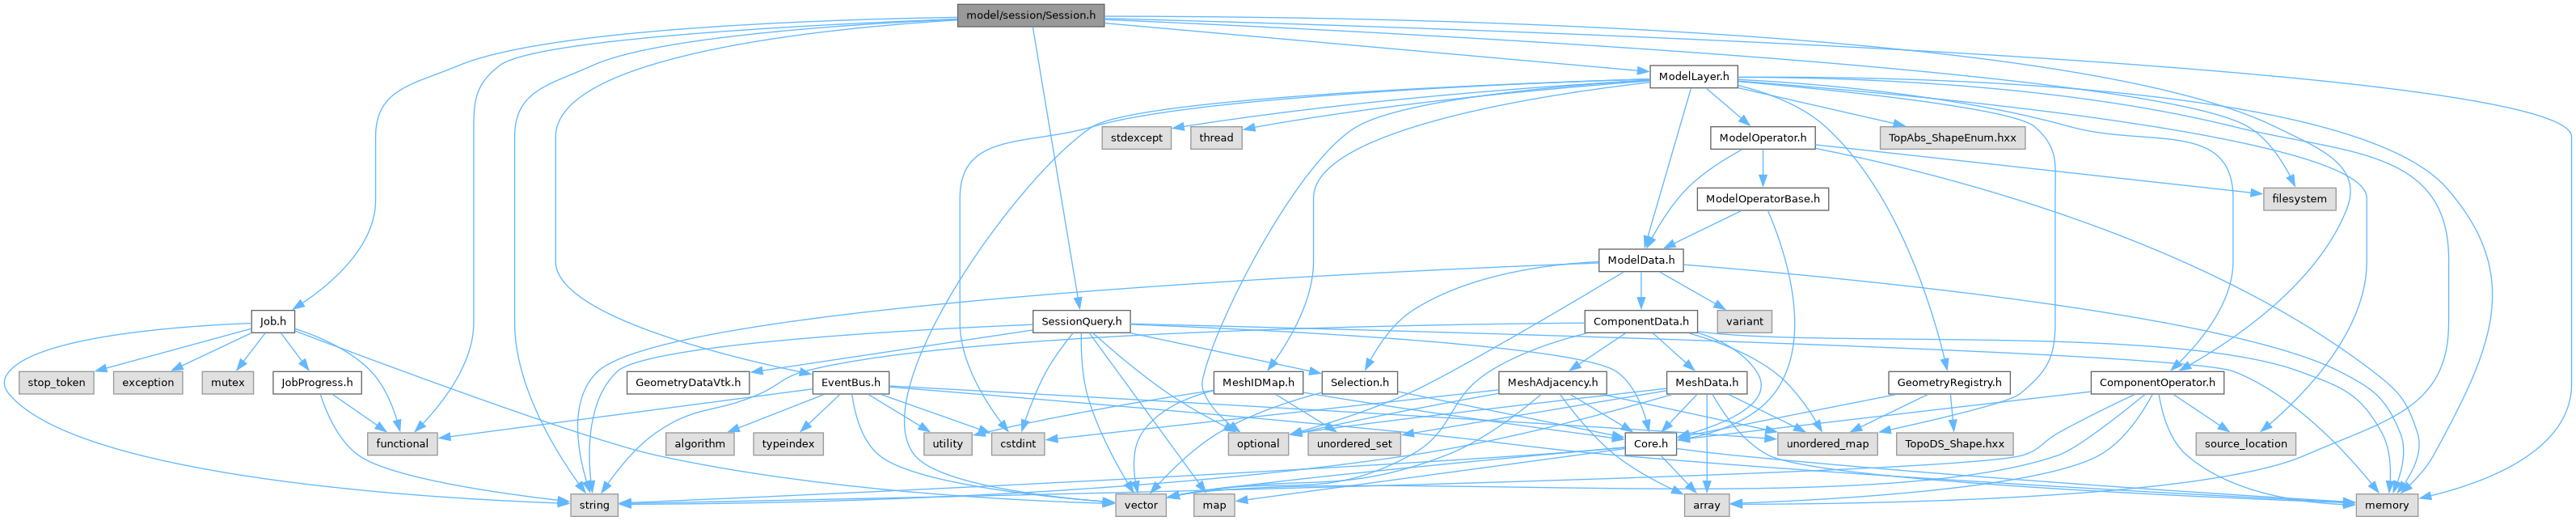 model/session/Session.h
ModelLayer.h
stdexcept
thread
ModelOperator.h
TopAbs_ShapeEnum.hxx
ModelOperatorBase.h
filesystem
ModelData.h
Job.h
SessionQuery.h
ComponentData.h
variant
stop_token
exception
mutex
JobProgress.h
GeometryDataVtk.h
EventBus.h
MeshIDMap.h
Selection.h
MeshAdjacency.h
MeshData.h
GeometryRegistry.h
ComponentOperator.h
functional
algorithm
typeindex
utility
cstdint
optional
unordered_set
Core.h
unordered_map
TopoDS_Shape.hxx
source_location
string
vector
map
array
memory